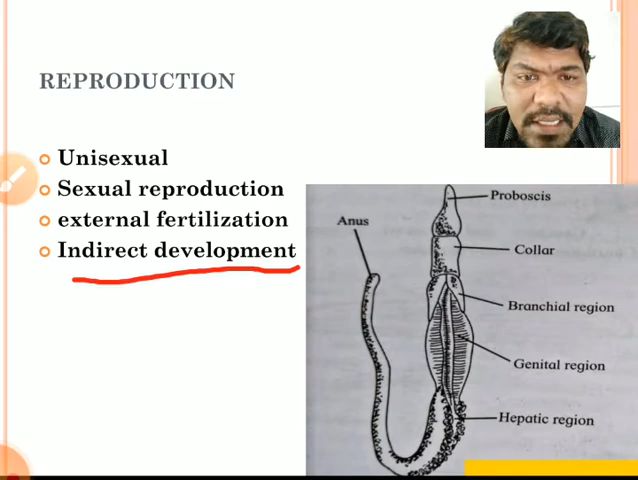 REPRODUCTION
Unisexual
Sexual reproduction
external fertilization
Indirect development
Proboscis
Anus
Collar
Branchial region
Genital region
Hepatic region